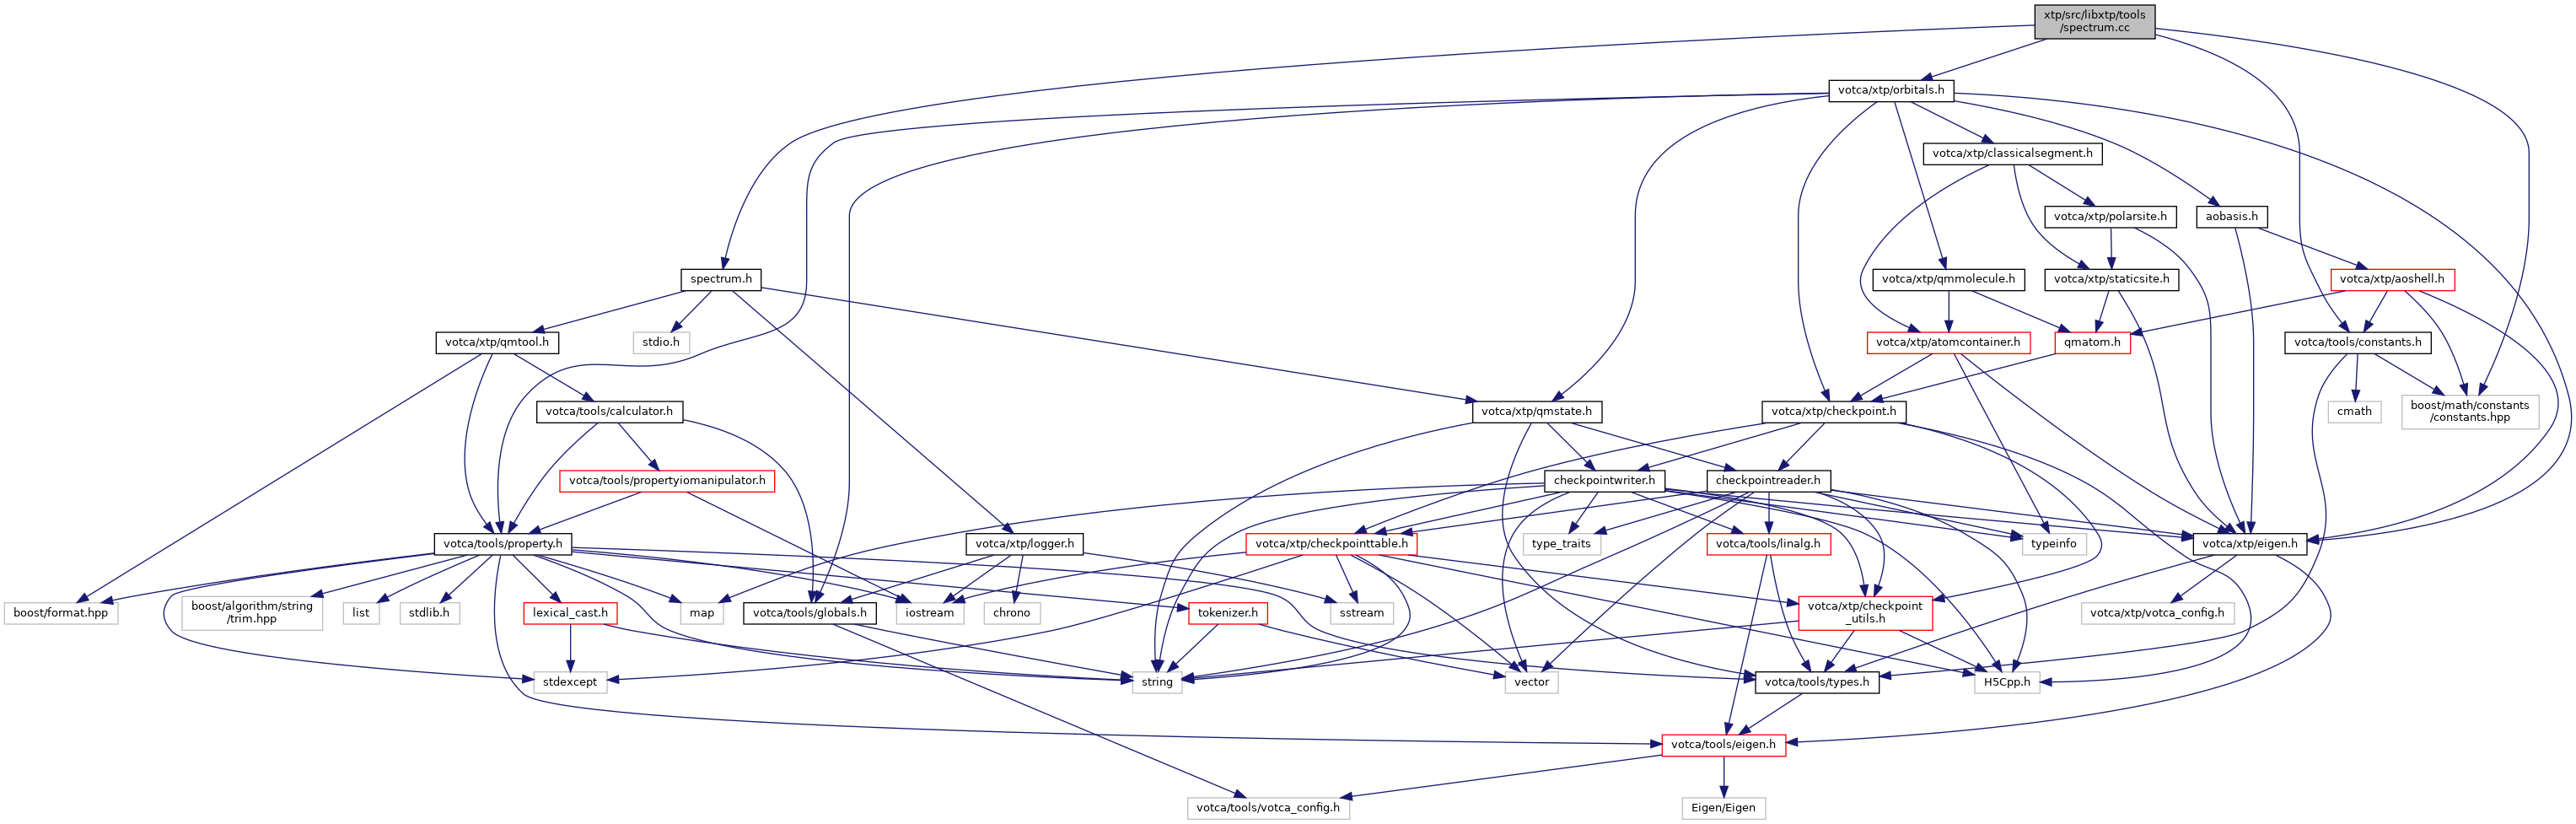 xtp/src/libxtp/tools
/spectrum.cc
votca/xtp/orbitals.h
votca/xtp/classicalsegment.h
votca/xtp/polarsite.h
aobasis.h
spectrum.h
votca/xtp/qmmolecule.h
votca/xtp/staticsite.h
votca/xtp/aoshell.h
votca/xtp/qmtool.h
stdio.h
votca/xtp/atomcontainer.h
qmatom.h
votca/tools/constants.h
votca/tools/calculator.h
votca/xtp/qmstate.h
votca/xtp/checkpoint.h
cmath
boost/math/constants
/constants.hpp
votca/tools/propertyiomanipulator.h
checkpointwriter.h
checkpointreader.h
votca/tools/property.h
votca/xtp/logger.h
votca/xtp/checkpointtable.h
type_traits
votca/tools/linalg.h
typeinfo
votca/xtp/eigen.h
boost/format.hpp
boost/algorithm/string
/trim.hpp
list
stdlib.h
lexical_cast.h
map
votca/tools/globals.h
iostream
chrono
tokenizer.h
sstream
votca/xtp/checkpoint
_utils.h
votca/xtp/votca_config.h
stdexcept
string
vector
votca/tools/types.h
H5Cpp.h
votca/tools/eigen.h
votca/tools/votca_config.h
Eigen/Eigen